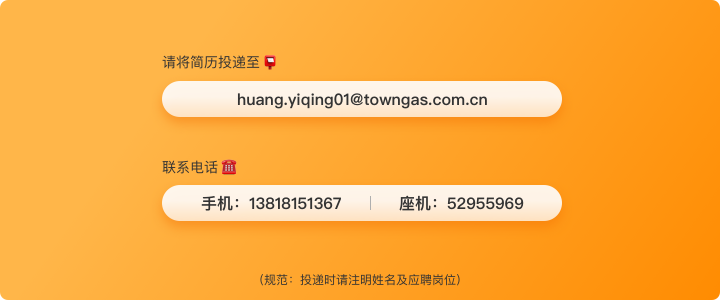 请将简历投递至📮
huang.yiqing01@towngas.com.cn
联系电话☎️
手机：13818151367 | 座机：52955969
（规范：投递时请注明姓名及应聘岗位）